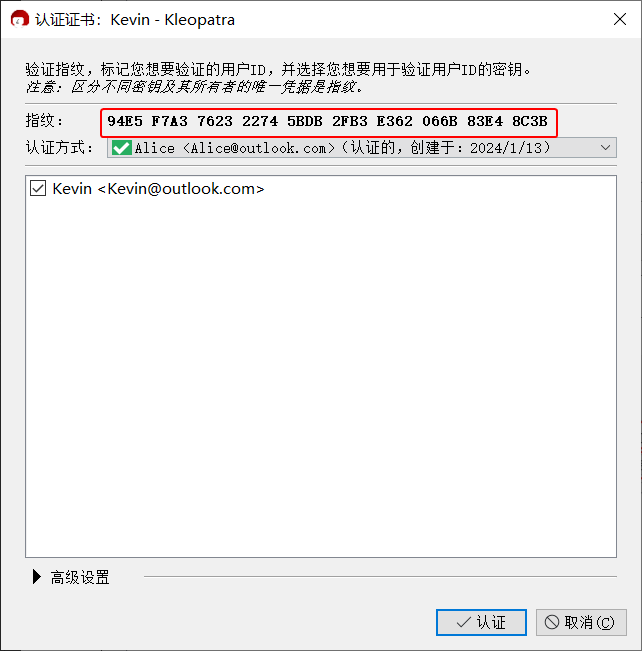 认证证书：Kevin - Kleopatra
验证指纹，标记您想要验证的用户ID，并选择您想要用于验证用户ID的密钥。
注意：区分不同密钥及其所有者的唯一凭据是指纹。
指纹： 94E5 F7A3 7623 2274 5BDB 2FB3 E362 066B 83E4 8C3B
认证方式： Alice <Alice@outlook.com>（认证的，创建于：2024/1/13）
Kevin <Kevin@outlook.com>
高级设置
认证 取消(C)